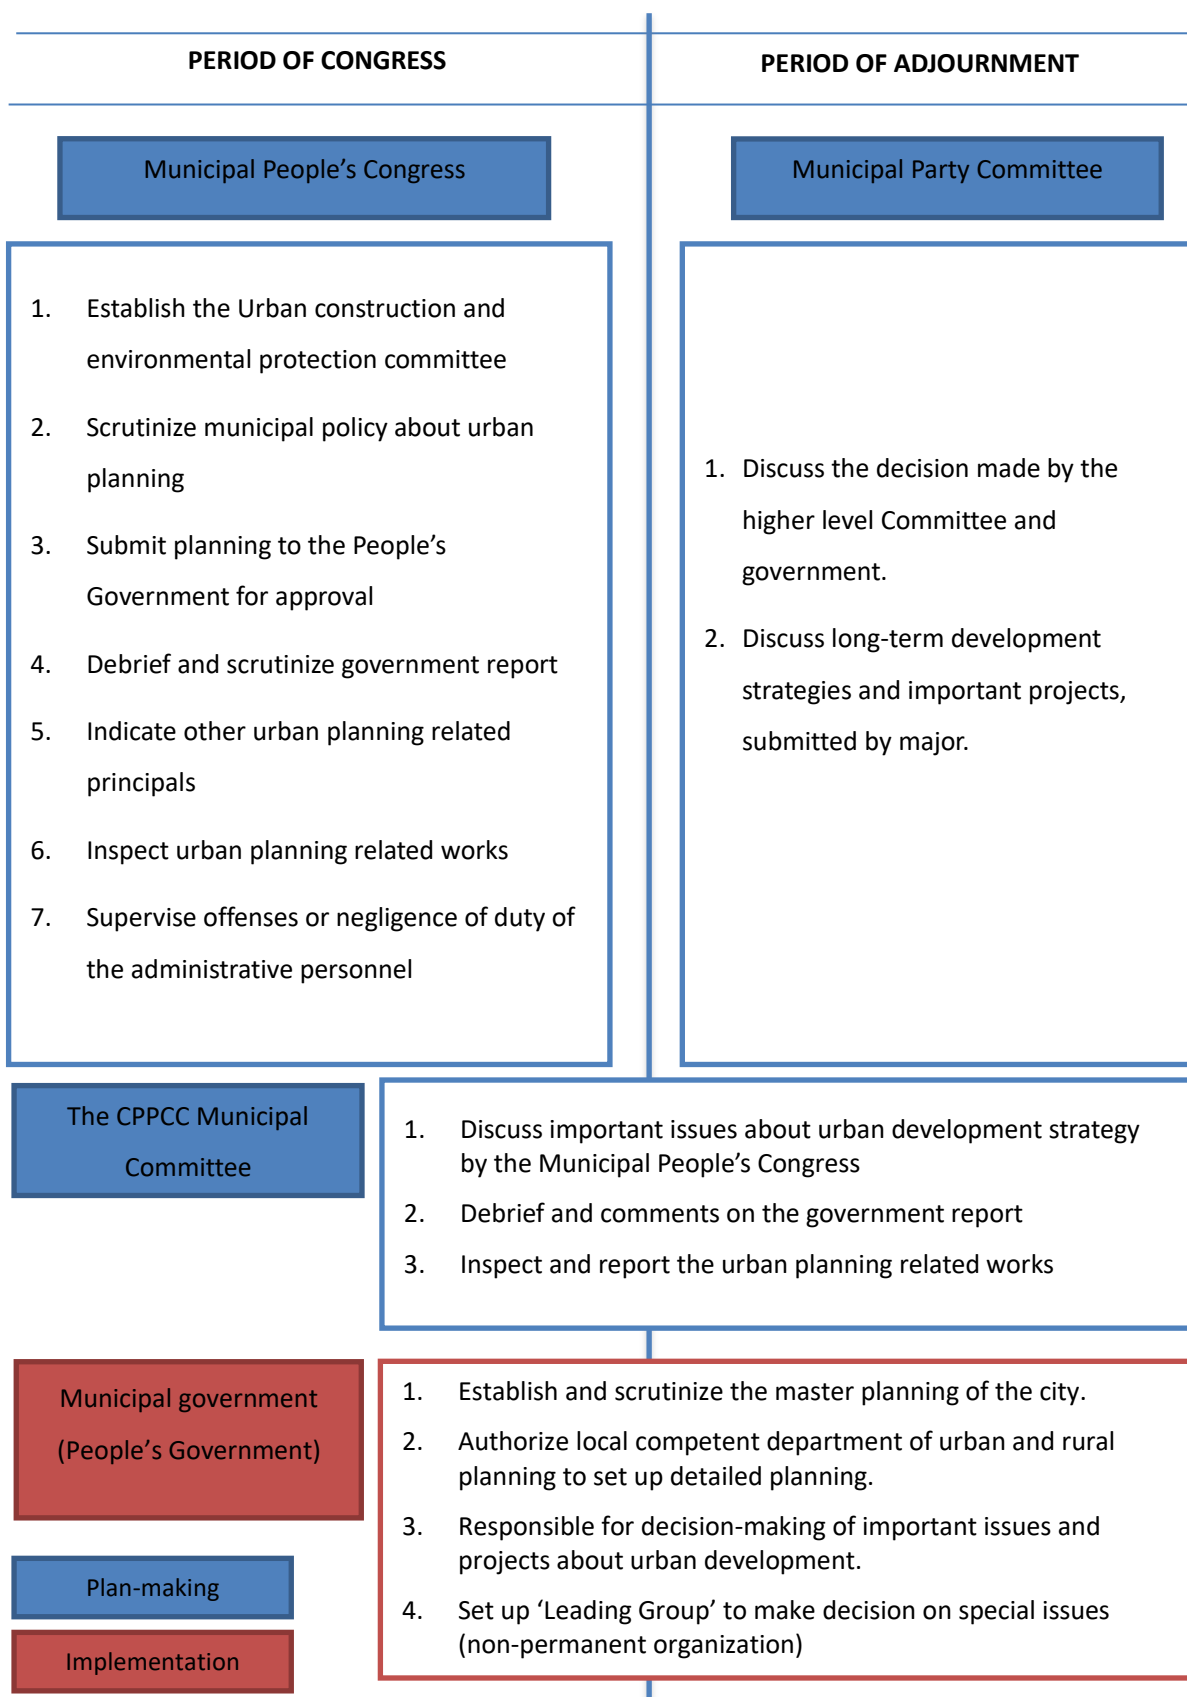 PERIOD OF CONGRESS
PERIOD OF ADJOURNMENT
Municipal People’s Congress
Municipal Party Committee
1. Establish the Urban construction and
environmental protection committee
2. Scrutinize municipal policy about urban
planning
3. Submit planning to the People’s
Government for approval
4. Debrief and scrutinize government report
5. Indicate other urban planning related
principals
6. Inspect urban planning related works
7. Supervise offenses or negligence of duty of
the administrative personnel
1. Discuss the decision made by the
higher level Committee and
government.
2. Discuss long-term development
strategies and important projects,
submitted by major.
The CPPCC Municipal
Committee
1. Discuss important issues about urban development strategy
by the Municipal People’s Congress
2. Debrief and comments on the government report
3. Inspect and report the urban planning related works
Municipal government
(People’s Government)
1. Establish and scrutinize the master planning of the city.
2. Authorize local competent department of urban and rural
planning to set up detailed planning.
3. Responsible for decision-making of important issues and
projects about urban development.
4. Set up ‘Leading Group’ to make decision on special issues
(non-permanent organization)
Plan-making
Implementation